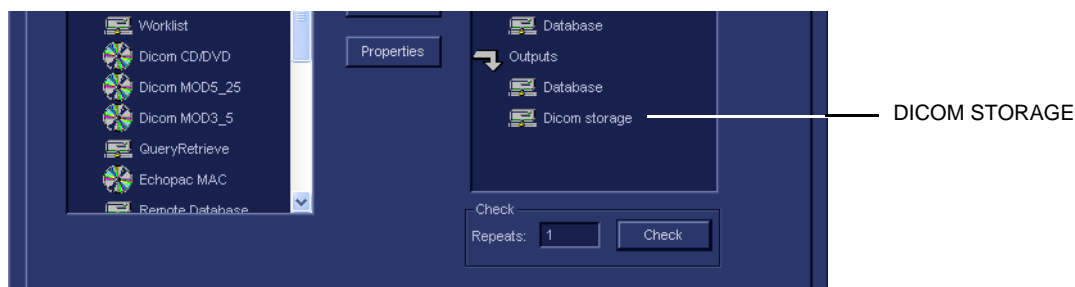 Worklist
Dicom CD/DVD
Dicom MOD5_25
Dicom MOD3_5
QueryRetrieve
Echopac MAC
Remote Database
Properties
Database
Outputs
Database
Dicom storage
DICOM STORAGE
Check
Repeats: 1 Check